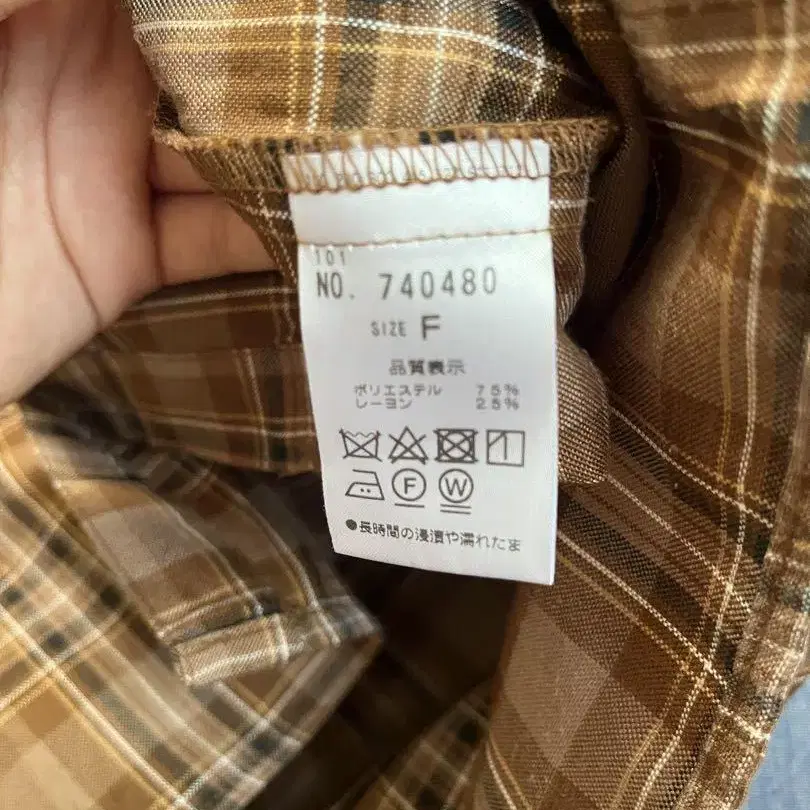 101
NO. 740480
SIZE F
品質表示
ポリエステル 75%
レーヨン 25%
F W
●長時間の浸漬や濡れたま